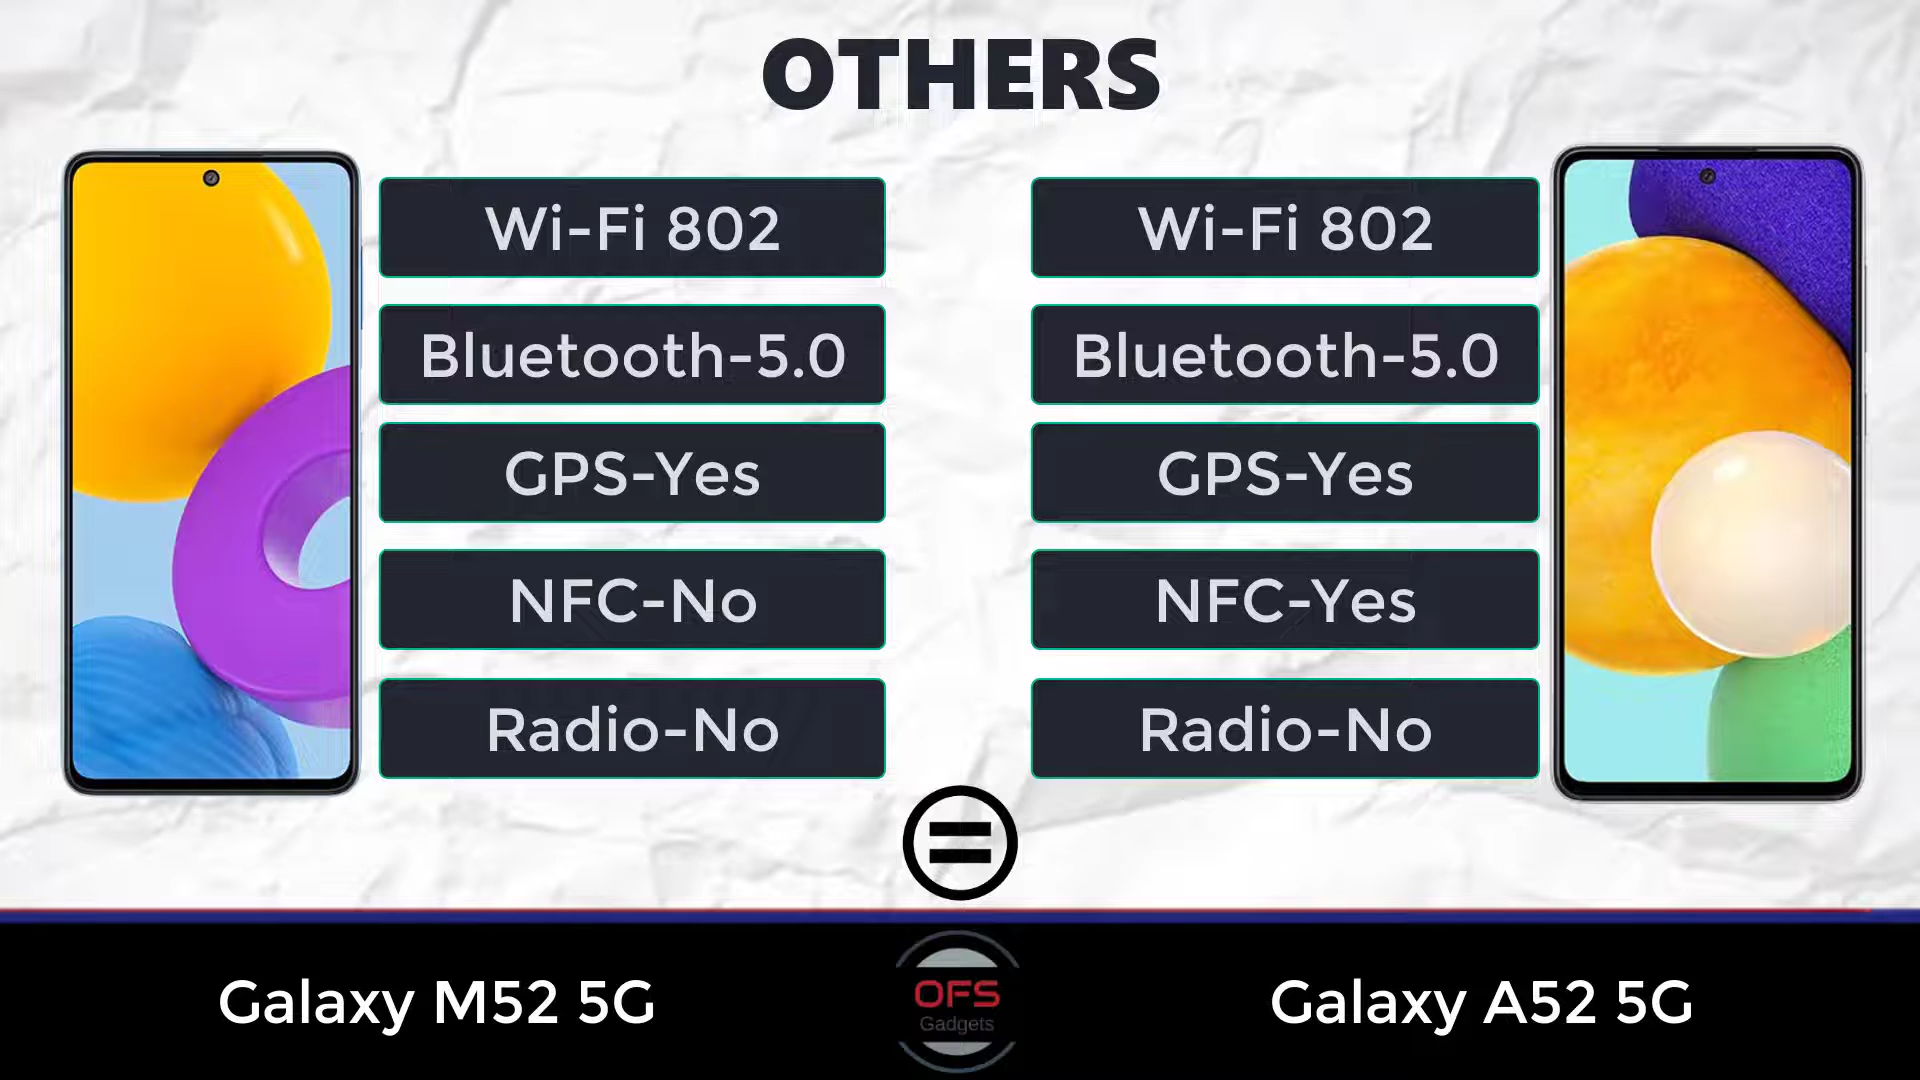 OTHERS
Wi-Fi 802
Wi-Fi 802
Bluetooth-5.0
Bluetooth-5.0
GPS-Yes
GPS-Yes
NFC-No
NFC-Yes
Radio-No
Radio-No
Galaxy M52 5G
OFS
Gadgets
Galaxy A52 5G